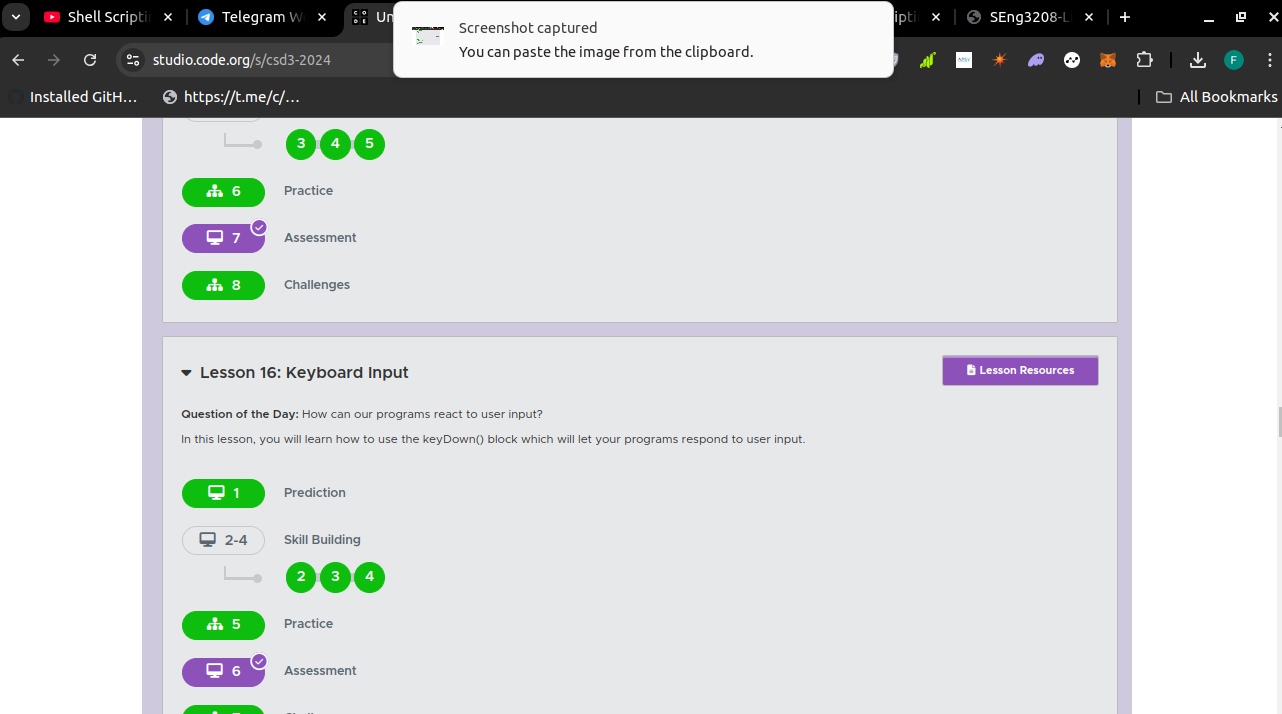 Shell Scriptin
Telegram W
Un
Screenshot captured
You can paste the image from the clipboard.
SEng3208-L
studio.code.org/s/csd3-2024
F
Installed GitH...
https://t.me/c/...
All Bookmarks
3 4 5
6 Practice
7 Assessment
8 Challenges
Lesson 16: Keyboard Input
Lesson Resources
Question of the Day: How can our programs react to user input?
In this lesson, you will learn how to use the keyDown() block which will let your programs respond to user input.
1 Prediction
2-4 Skill Building
2 3 4
5 Practice
6 Assessment